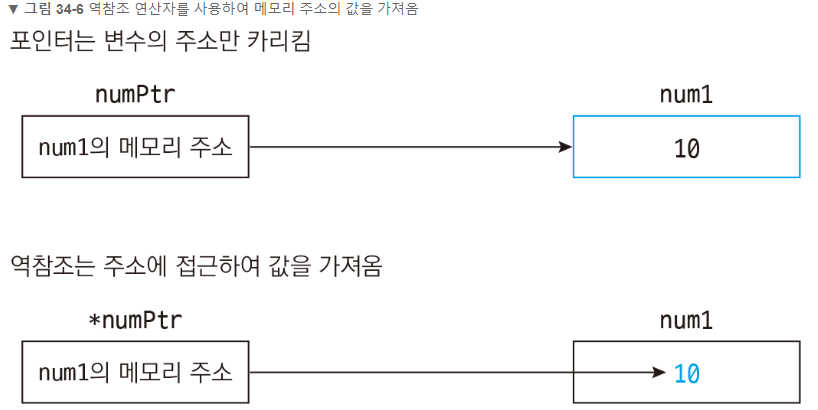 ▼ 그림 34-6 역참조 연산자를 사용하여 메모리 주소의 값을 가져옴
포인터는 변수의 주소만 카리킴
numPtr
num1
num1의 메모리 주소
10
역참조는 주소에 접근하여 값을 가져옴
*numPtr
num1
num1의 메모리 주소
10